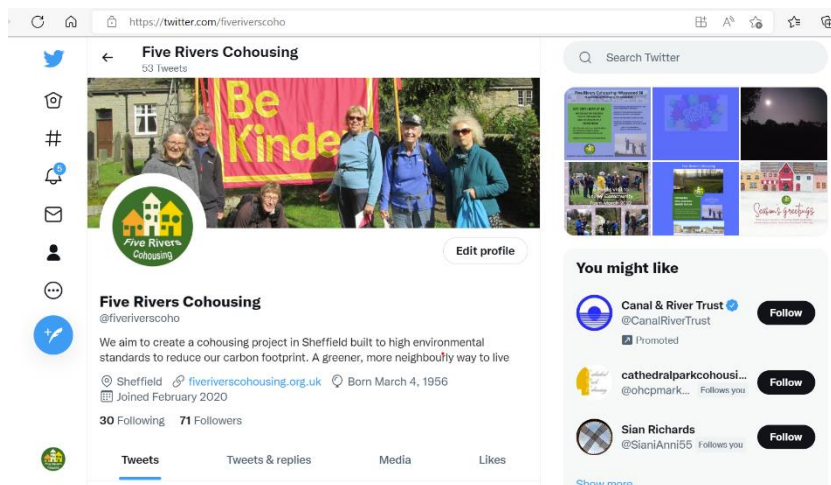 https://twitter.com/fiveriverscoho
Five Rivers Cohousing
53 Tweets
Search Twitter
Be
Kinder
Five Rivers
Cohousing
5
Edit profile
Season's greetings
Five Rivers Cohousing
@fiveriverscoho
We aim to create a cohousing project in Sheffield built to high environmental
standards to reduce our carbon footprint. A greener, more neighbourly way to live
Sheffield fiveriverscohousing.org.uk Born March 4, 1956
Joined February 2020
30 Following 71 Followers
Tweets Tweets & replies Media Likes
You might like
Canal & River Trust
@CanalRiverTrust
Promoted
Follow
cathedralparkcohousi...
@ohcpmark... Follows you
Follow
Sian Richards
@SianiAnni55 Follows you
Follow
Show more